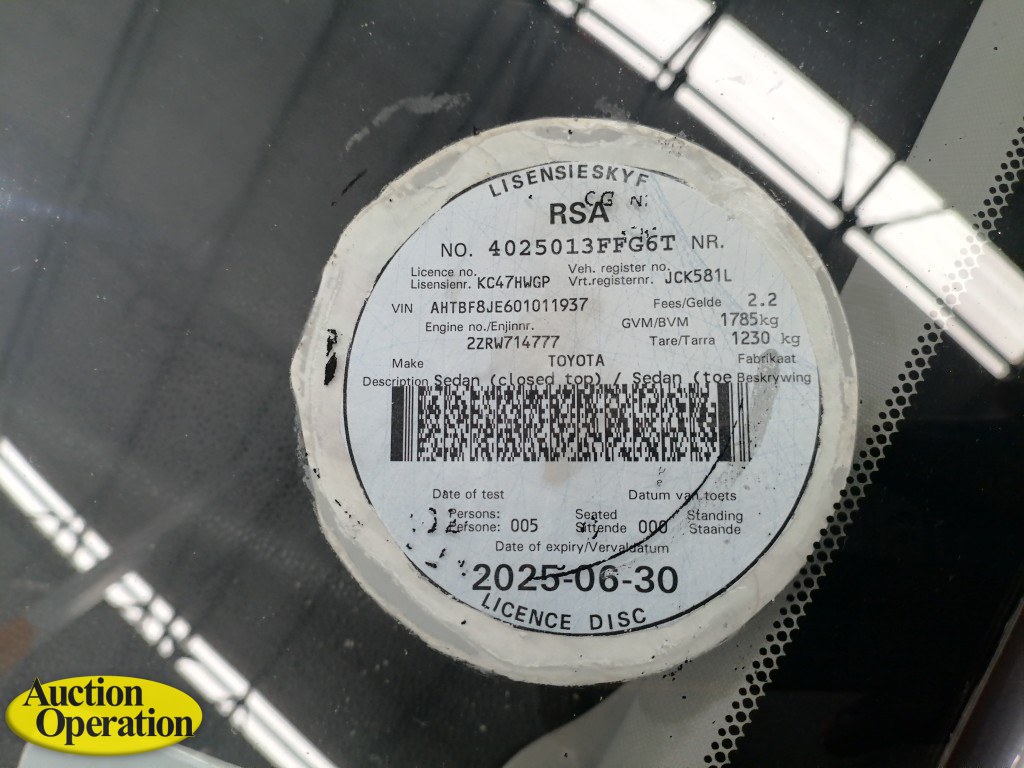 LISENSIESKYF
RSA
NO. 4025013FFG6T NR.
Licence no. Veh. register no.
Lisensienr. KC47HWGP Vrt.registernr. JCK581L
VIN AHTBF8JE601011937 Fees/Gelde 2.2
Engine no./Enjinnr. GVM/BVM 1785kg
2ZRW714777 Tare/Tarra 1230 kg
Make TOYOTA Fabrikaat
Description Sedan (closed top) / Sedan (toe Beskrywing
Date of test Datum van toets
Persons: Seated Standing
Persone: 005 Sittende 000 Staande
Date of expiry/Vervaldatum
2025-06-30
LICENCE DISC
Auction
Operation